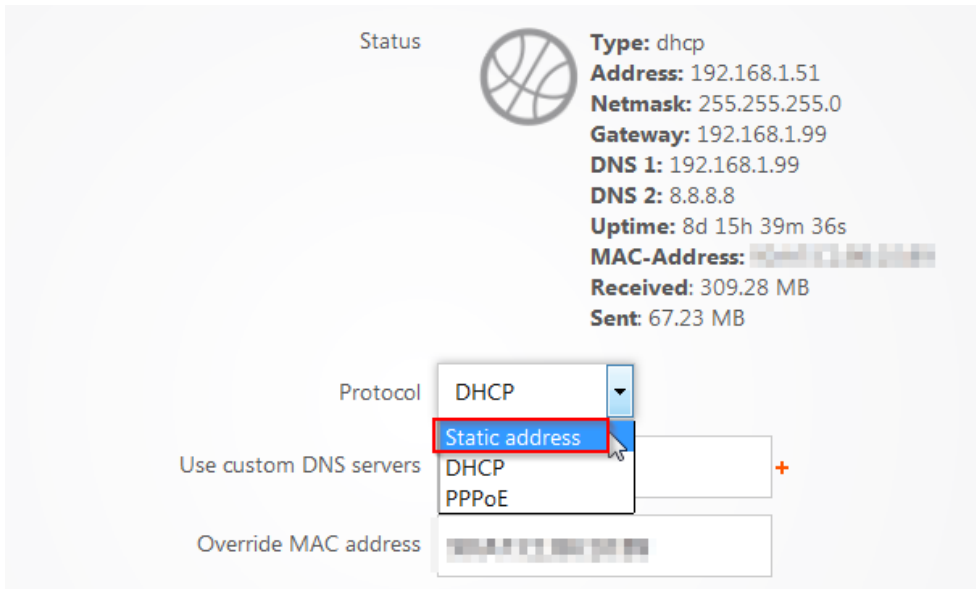 Status
Type: dhcp
Address: 192.168.1.51
Netmask: 255.255.255.0
Gateway: 192.168.1.99
DNS 1: 192.168.1.99
DNS 2: 8.8.8.8
Uptime: 8d 15h 39m 36s
MAC-Address:
Received: 309.28 MB
Sent: 67.23 MB
Protocol DHCP
Static address
Use custom DNS servers DHCP +
PPPoE
Override MAC address